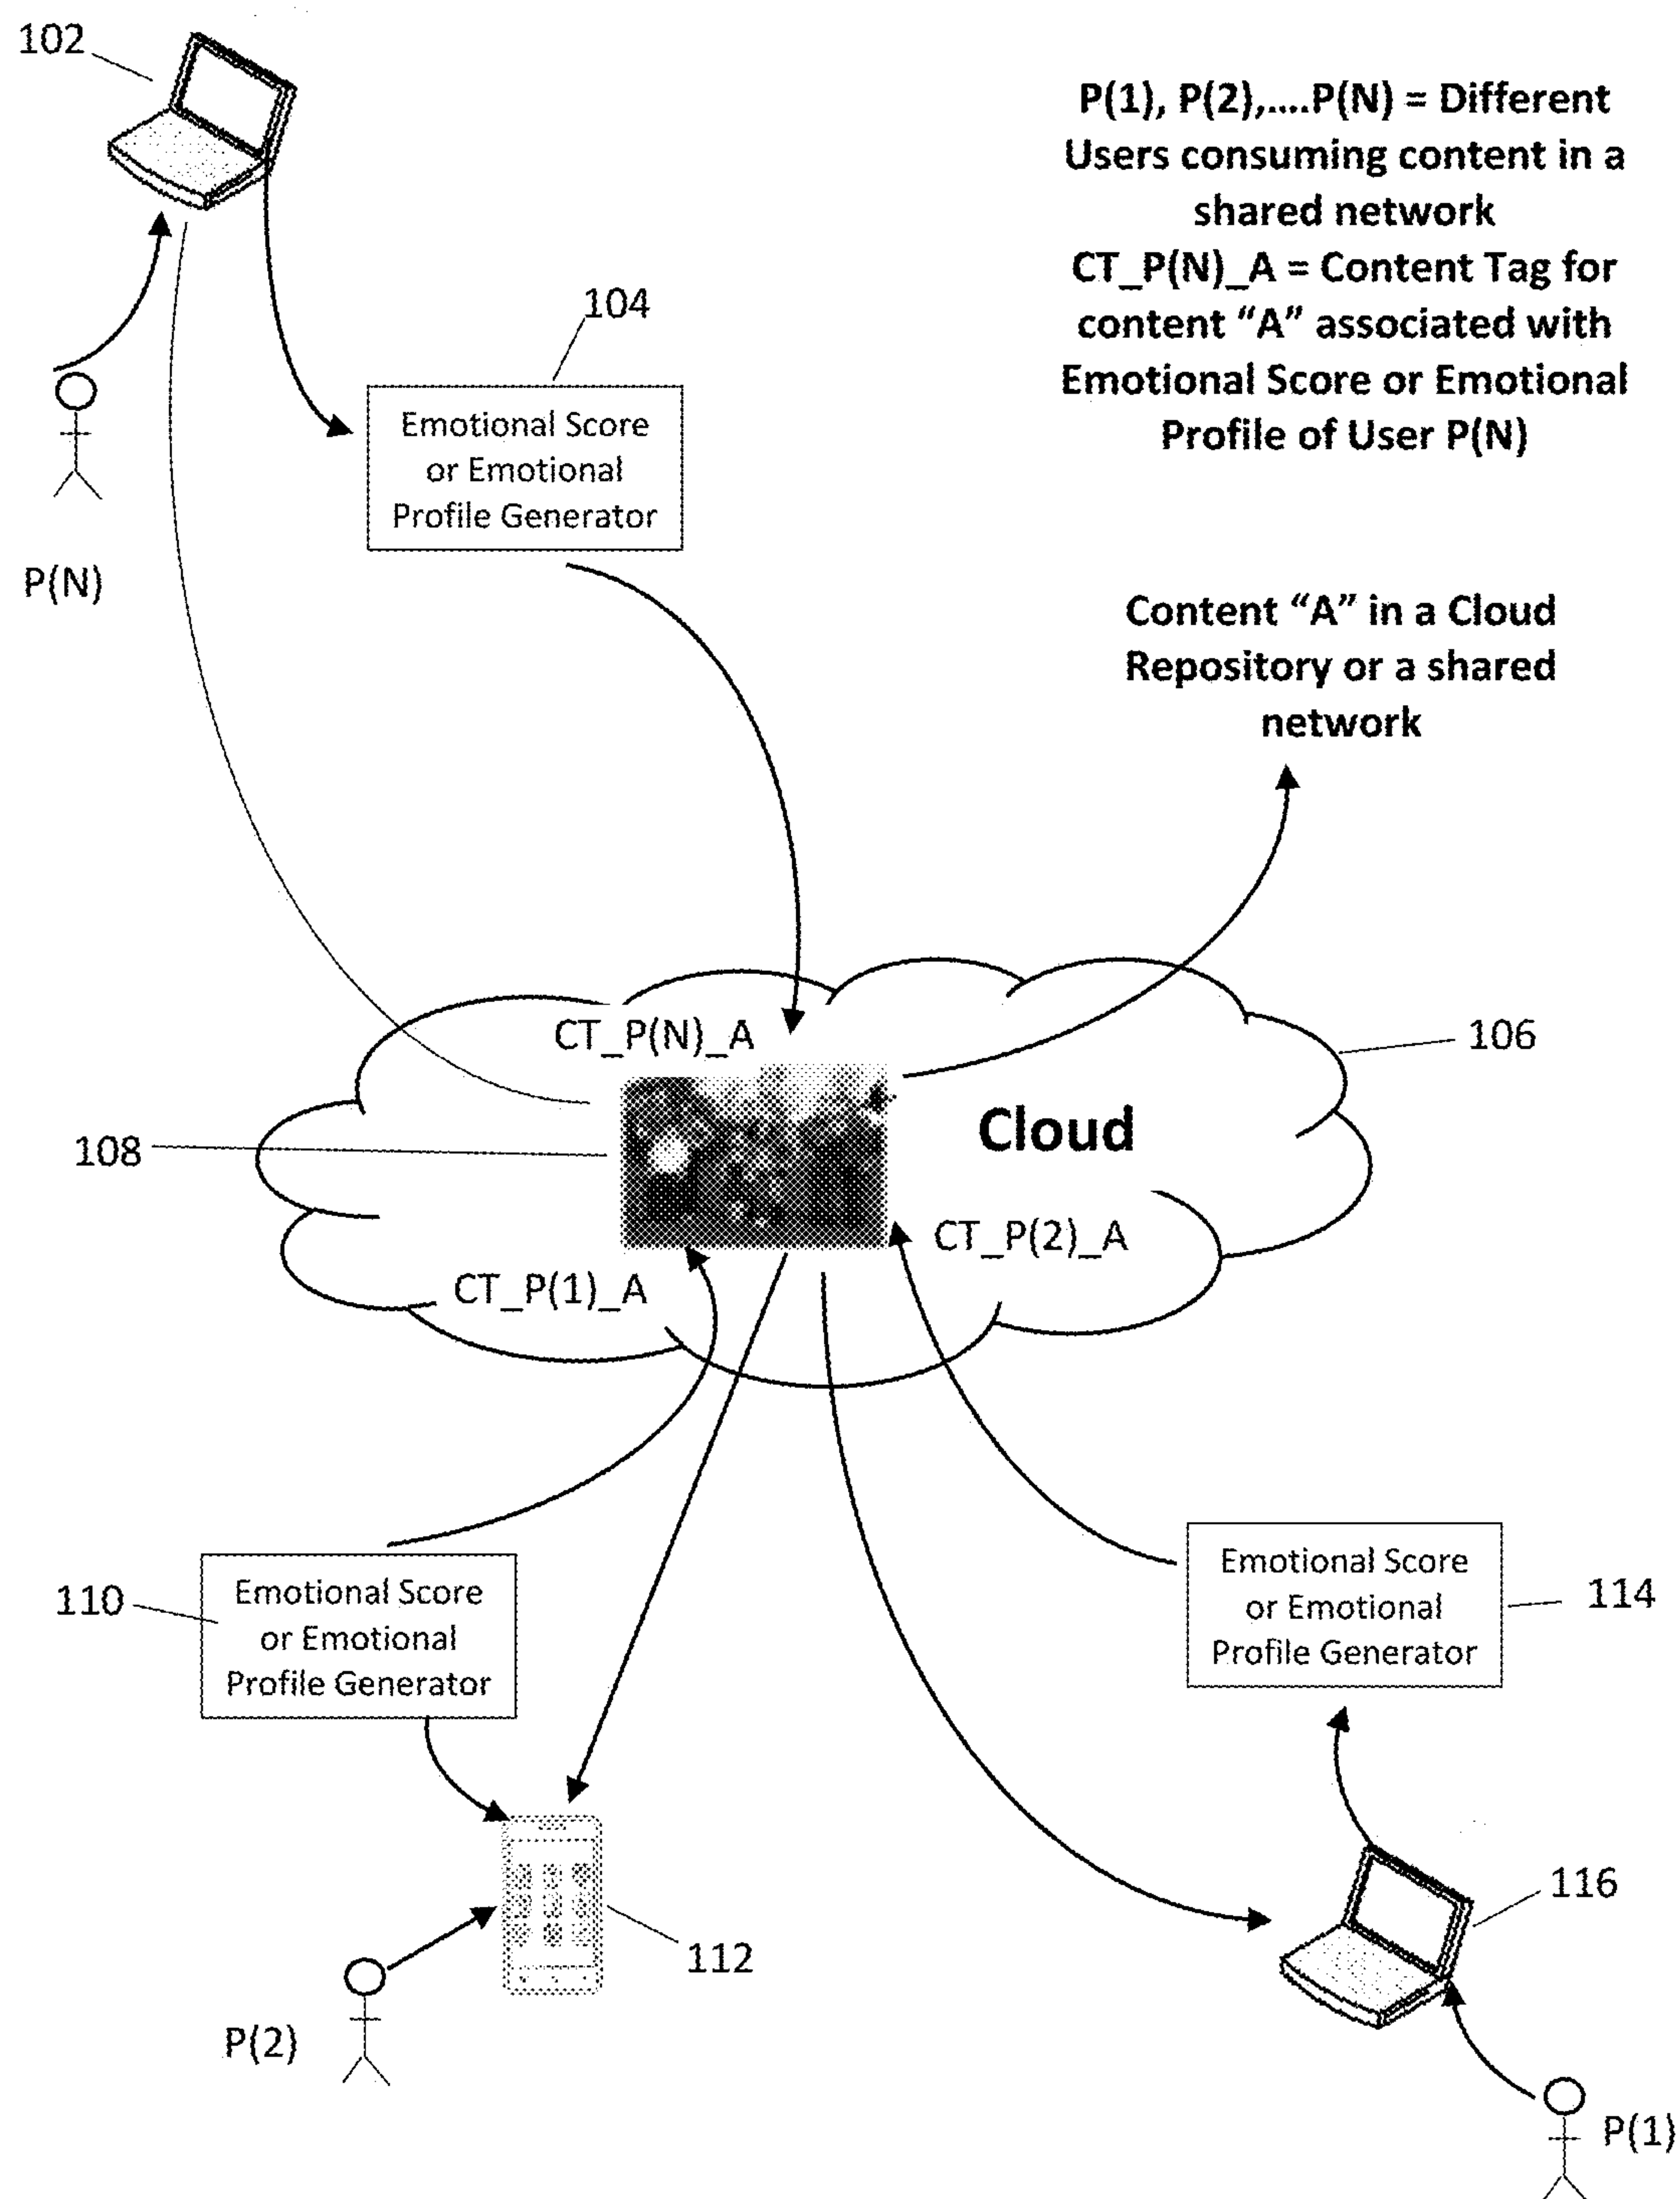 102
P(1), P(2),....P(N) = Different
Users consuming content in a
shared network
CT_P(N)_A = Content Tag for
content “A” associated with
Emotional Score or Emotional
Profile of User P(N)
104
Emotional Score
or Emotional
Profile Generator
P(N)
Content “A” in a Cloud
Repository or a shared
network
CT_P(N)_A
106
Cloud
108
CT_P(2)_A
CT_P(1)_A
110
Emotional Score
or Emotional
Profile Generator
Emotional Score
or Emotional
Profile Generator
114
116
112
P(2)
P(1)